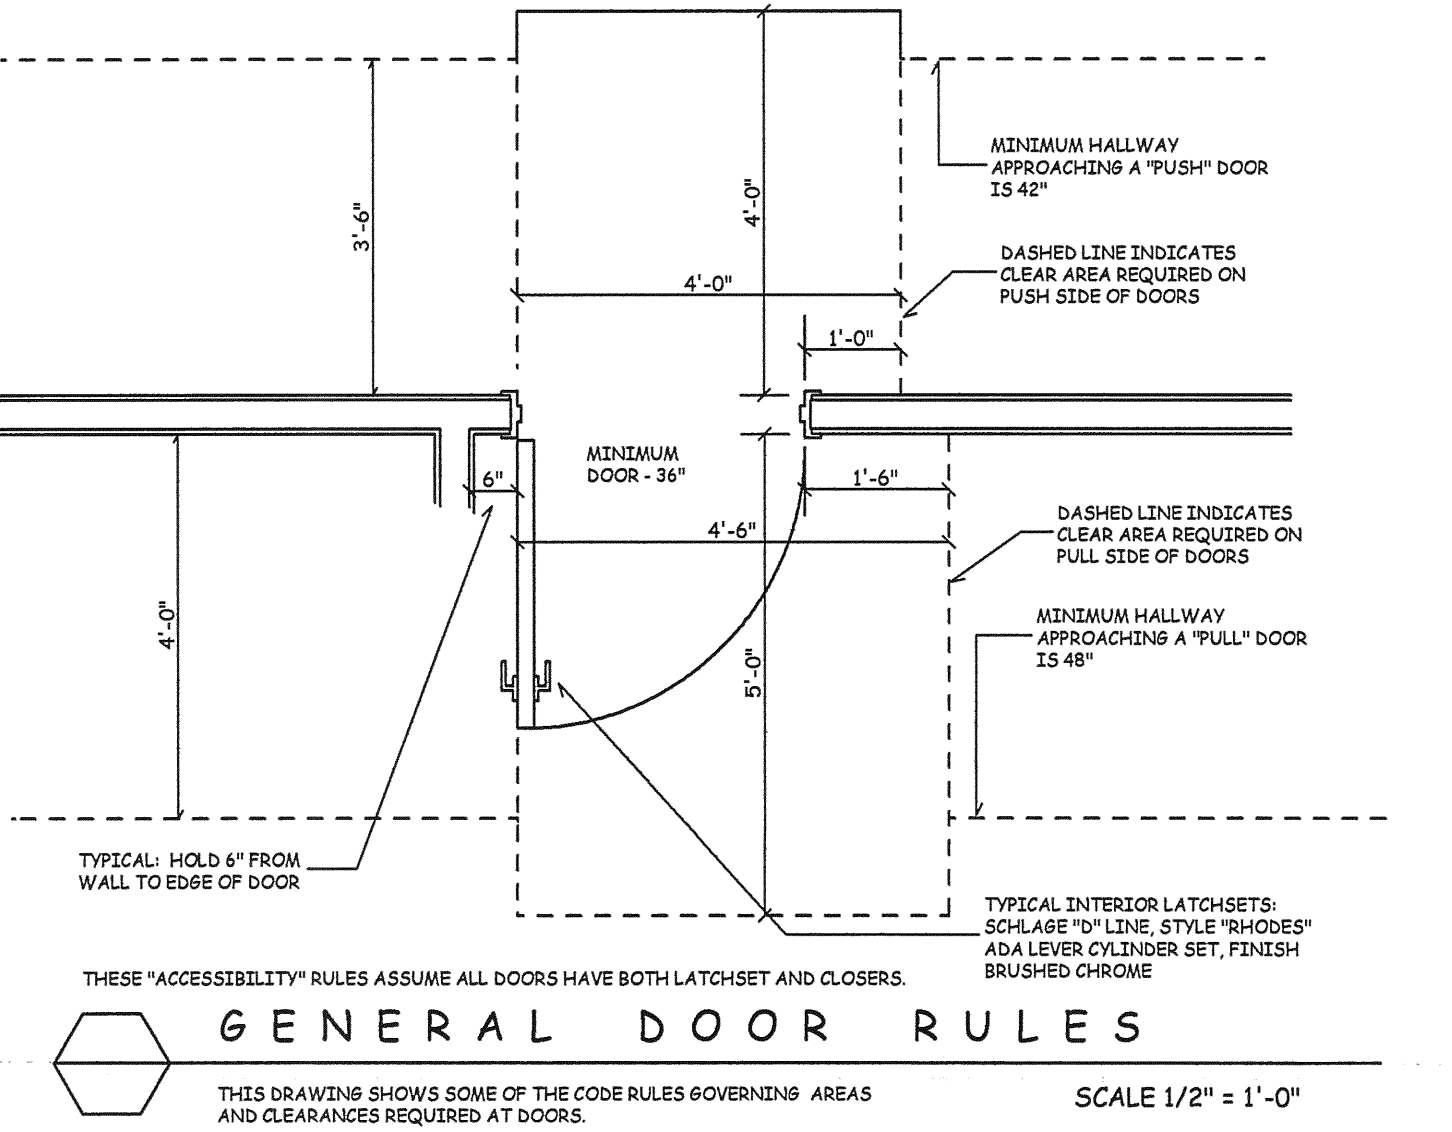 MINIMUM HALLWAY
APPROACHING A "PUSH" DOOR
IS 42"
4'-0"
3'-6"
DASHED LINE INDICATES
CLEAR AREA REQUIRED ON
PUSH SIDE OF DOORS
4'-0"
1'-0"
MINIMUM
DOOR - 36"
6"
1'-6"
4'-6"
DASHED LINE INDICATES
CLEAR AREA REQUIRED ON
PULL SIDE OF DOORS
4'-0"
5'-0"
MINIMUM HALLWAY
APPROACHING A "PULL" DOOR
IS 48"
TYPICAL: HOLD 6" FROM
WALL TO EDGE OF DOOR
TYPICAL INTERIOR LATCHSETS:
SCHLAGE "D" LINE, STYLE "RHODES"
ADA LEVER CYLINDER SET, FINISH
BRUSHED CHROME
THESE "ACCESSIBILITY" RULES ASSUME ALL DOORS HAVE BOTH LATCHSET AND CLOSERS.
GENERAL DOOR RULES
THIS DRAWING SHOWS SOME OF THE CODE RULES GOVERNING AREAS
AND CLEARANCES REQUIRED AT DOORS.
SCALE 1/2" = 1'-0"